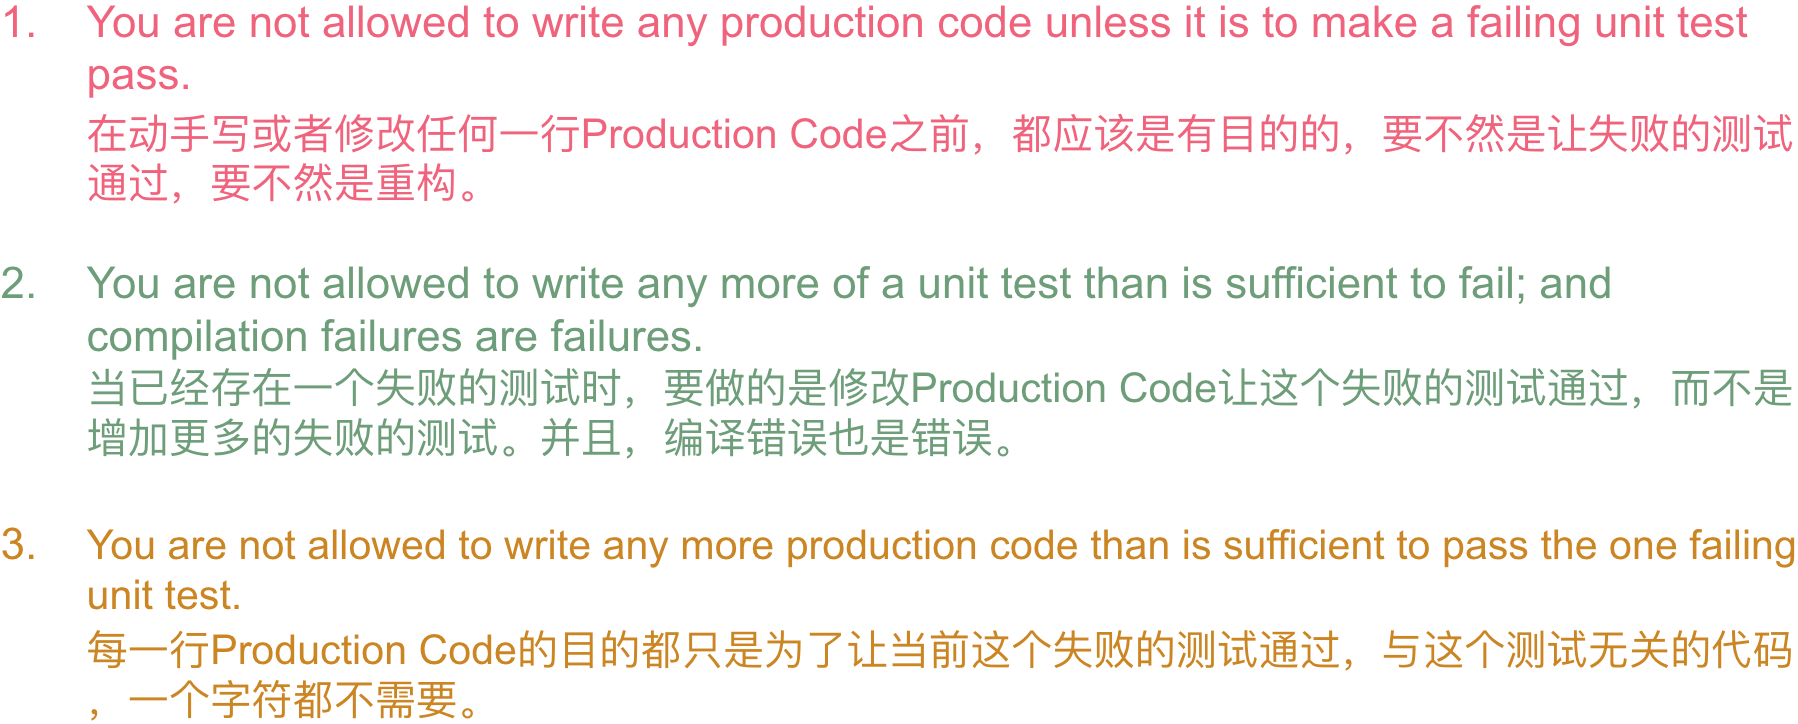 1. You are not allowed to write any production code unless it is to make a failing unit test
pass.
在动手写或者修改任何一行Production Code之前，都应该是有目的的，要不然是让失败的测试
通过，要不然是重构。
2. You are not allowed to write any more of a unit test than is sufficient to fail; and
compilation failures are failures.
当已经存在一个失败的测试时，要做的是修改Production Code让这个失败的测试通过，而不是
增加更多的失败的测试。并且，编译错误也是错误。
3. You are not allowed to write any more production code than is sufficient to pass the one failing
unit test.
每一行Production Code的目的都只是为了让当前这个失败的测试通过，与这个测试无关的代码
，一个字符都不需要。